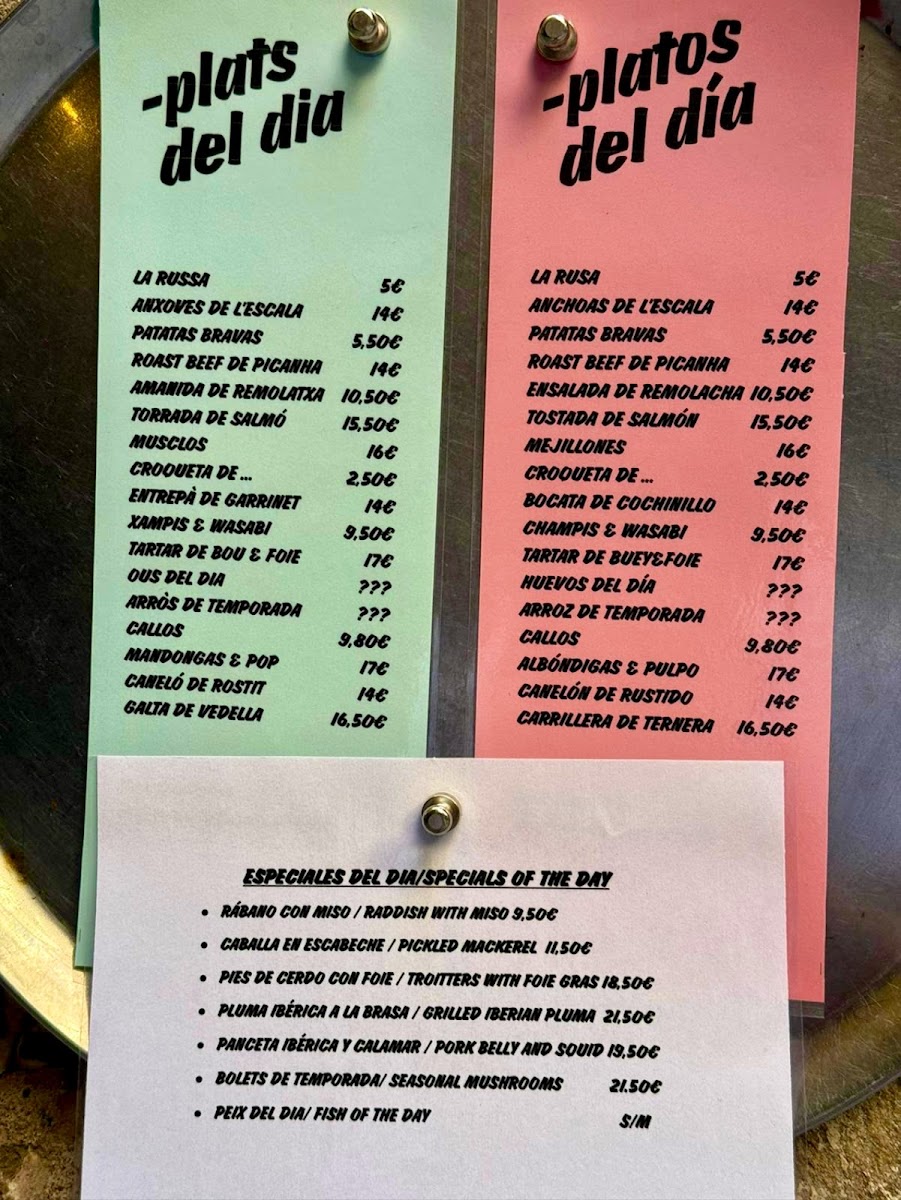 -plats
del dia
LA RUSSA 5€
ANXOVES DE L'ESCALA 14€
PATATAS BRAVAS 5,50€
ROAST BEEF DE PICANHA 14€
AMANIDA DE REMOLATXA 10,50€
TORRADA DE SALMÓ 15,50€
MUSCLOS 16€
CROQUETA DE ... 2,50€
ENTREPÀ DE GARRINET 14€
XAMPIS & WASABI 9,50€
TARTAR DE BOU & FOIE 17€
OUS DEL DIA ???
ARRÒS DE TEMPORADA ???
CALLOS 9,80€
MANDONGAS & POP 17€
CANELÓ DE ROSTIT 14€
GALTA DE VEDELLA 16,50€
-platos
del día
LA RUSA 5€
ANCHOAS DE L'ESCALA 14€
PATATAS BRAVAS 5,50€
ROAST BEEF DE PICANHA 14€
ENSALADA DE REMOLACHA 10,50€
TOSTADA DE SALMÓN 15,50€
MEJILLONES 16€
CROQUETA DE ... 2,50€
BOCATA DE COCHINILLO 14€
CHAMPIS & WASABI 9,50€
TARTAR DE BUEY&FOIE 17€
HUEVOS DEL DÍA ???
ARROZ DE TEMPORADA ???
CALLOS 9,80€
ALBÓNDIGAS & PULPO 17€
CANELÓN DE RUSTIDO 14€
CARRILLERA DE TERNERA 16,50€
ESPECIALES DEL DIA/SPECIALS OF THE DAY
• RÁBANO CON MISO / RADDISH WITH MISO 9,50€
• CABALLA EN ESCABECHE / PICKLED MACKEREL 11,50€
• PIES DE CERDO CON FOIE / TROITTERS WITH FOIE GRAS 18,50€
• PLUMA IBÉRICA A LA BRASA / GRILLED IBERIAN PLUMA 21,50€
• PANCETA IBÉRICA Y CALAMAR / PORK BELLY AND SQUID 19,50€
• BOLETS DE TEMPORADA/ SEASONAL MUSHROOMS 21.50€
• PEIX DEL DIA/ FISH OF THE DAY S/M